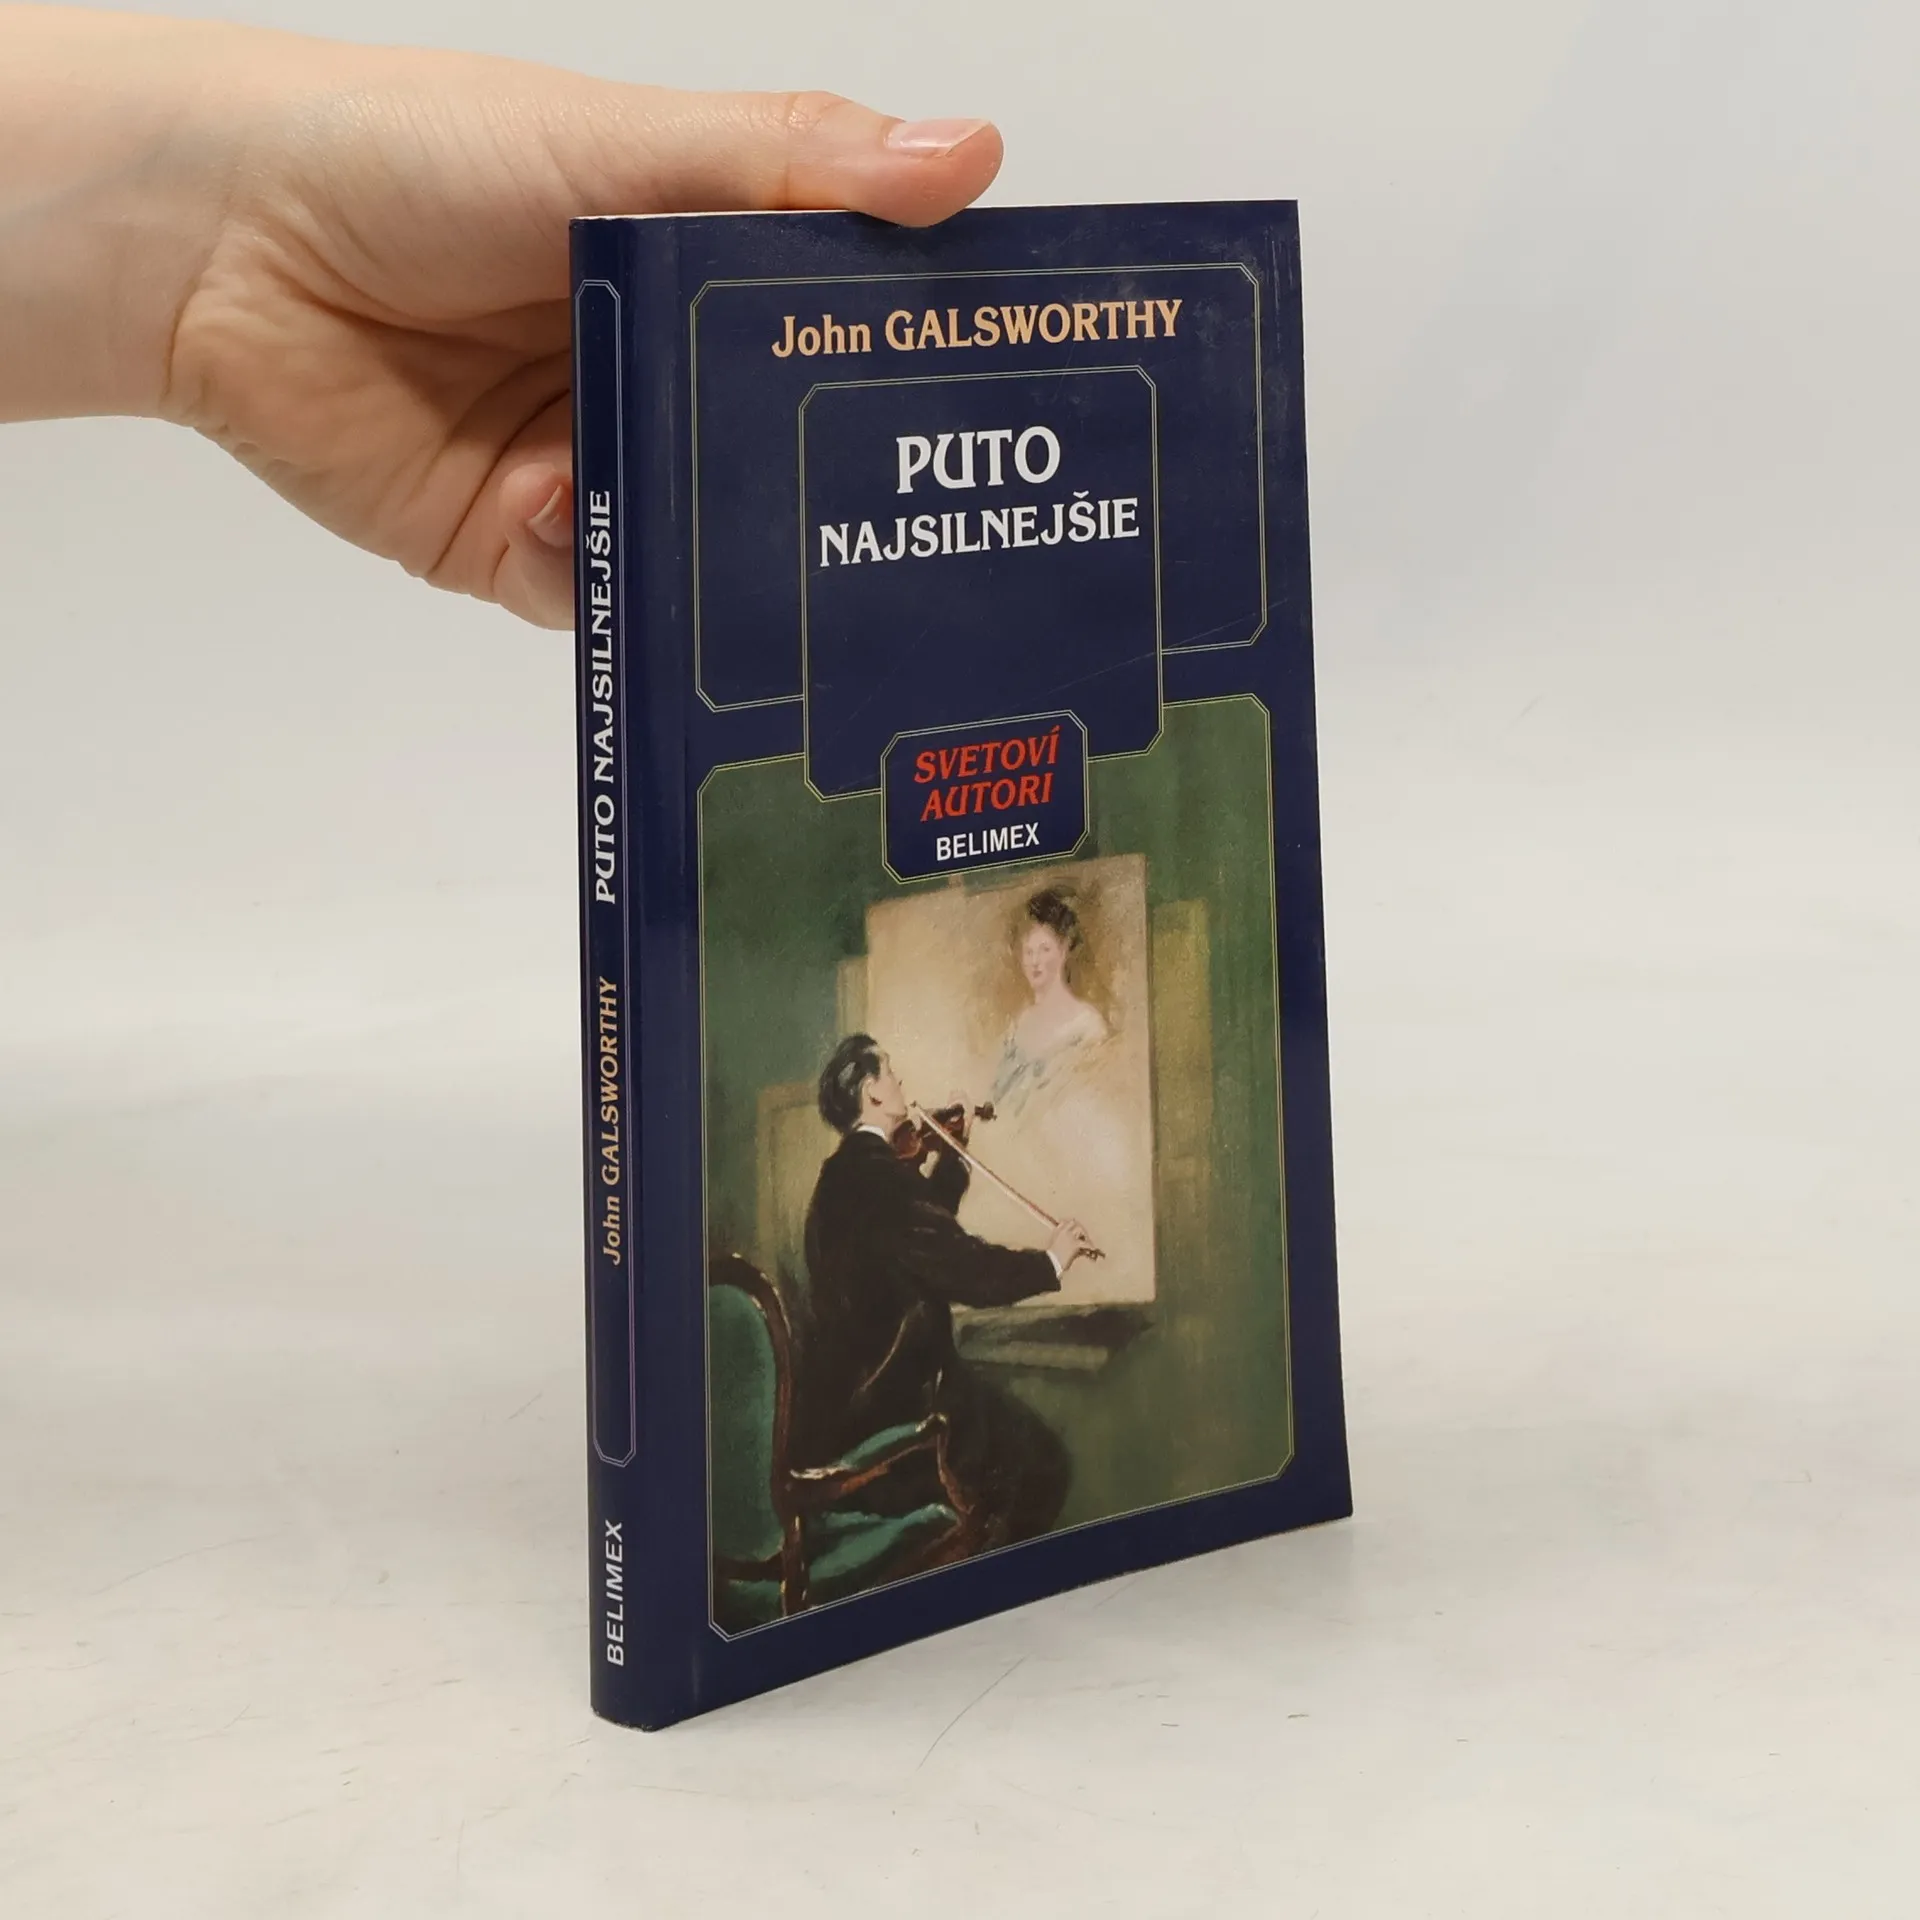 John GALSWORTHY
PUTO
NAJSILNEJŠIE
SVETOVÍ
AUTORI
BELIMEX
BELIMEX John GALSWORTHY PUTO NAJSILNEJŠIE